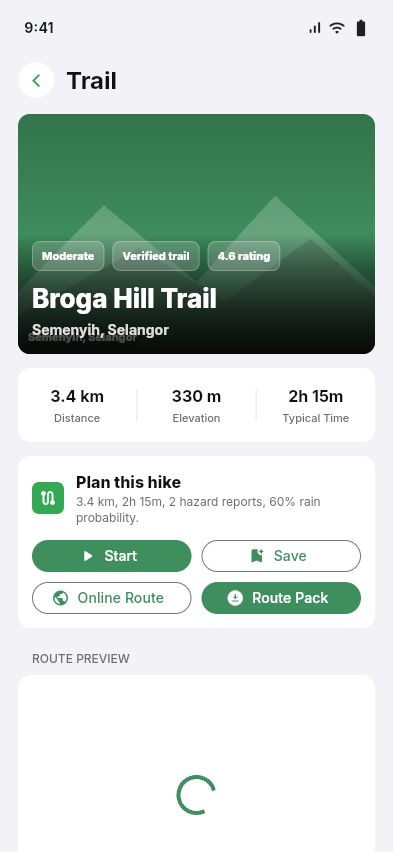 9:41
Trail
Moderate
Verified trail
4.6 rating
Broga Hill Trail
Semenyih, Selangor
Semenyih, Selangor
3.4 km
330 m
2h 15m
Distance
Elevation
Typical Time
Plan this hike
3.4 km, 2h 15m, 2 hazard reports, 60% rain
probability.
Start
Save
Online Route
Route Pack
ROUTE PREVIEW